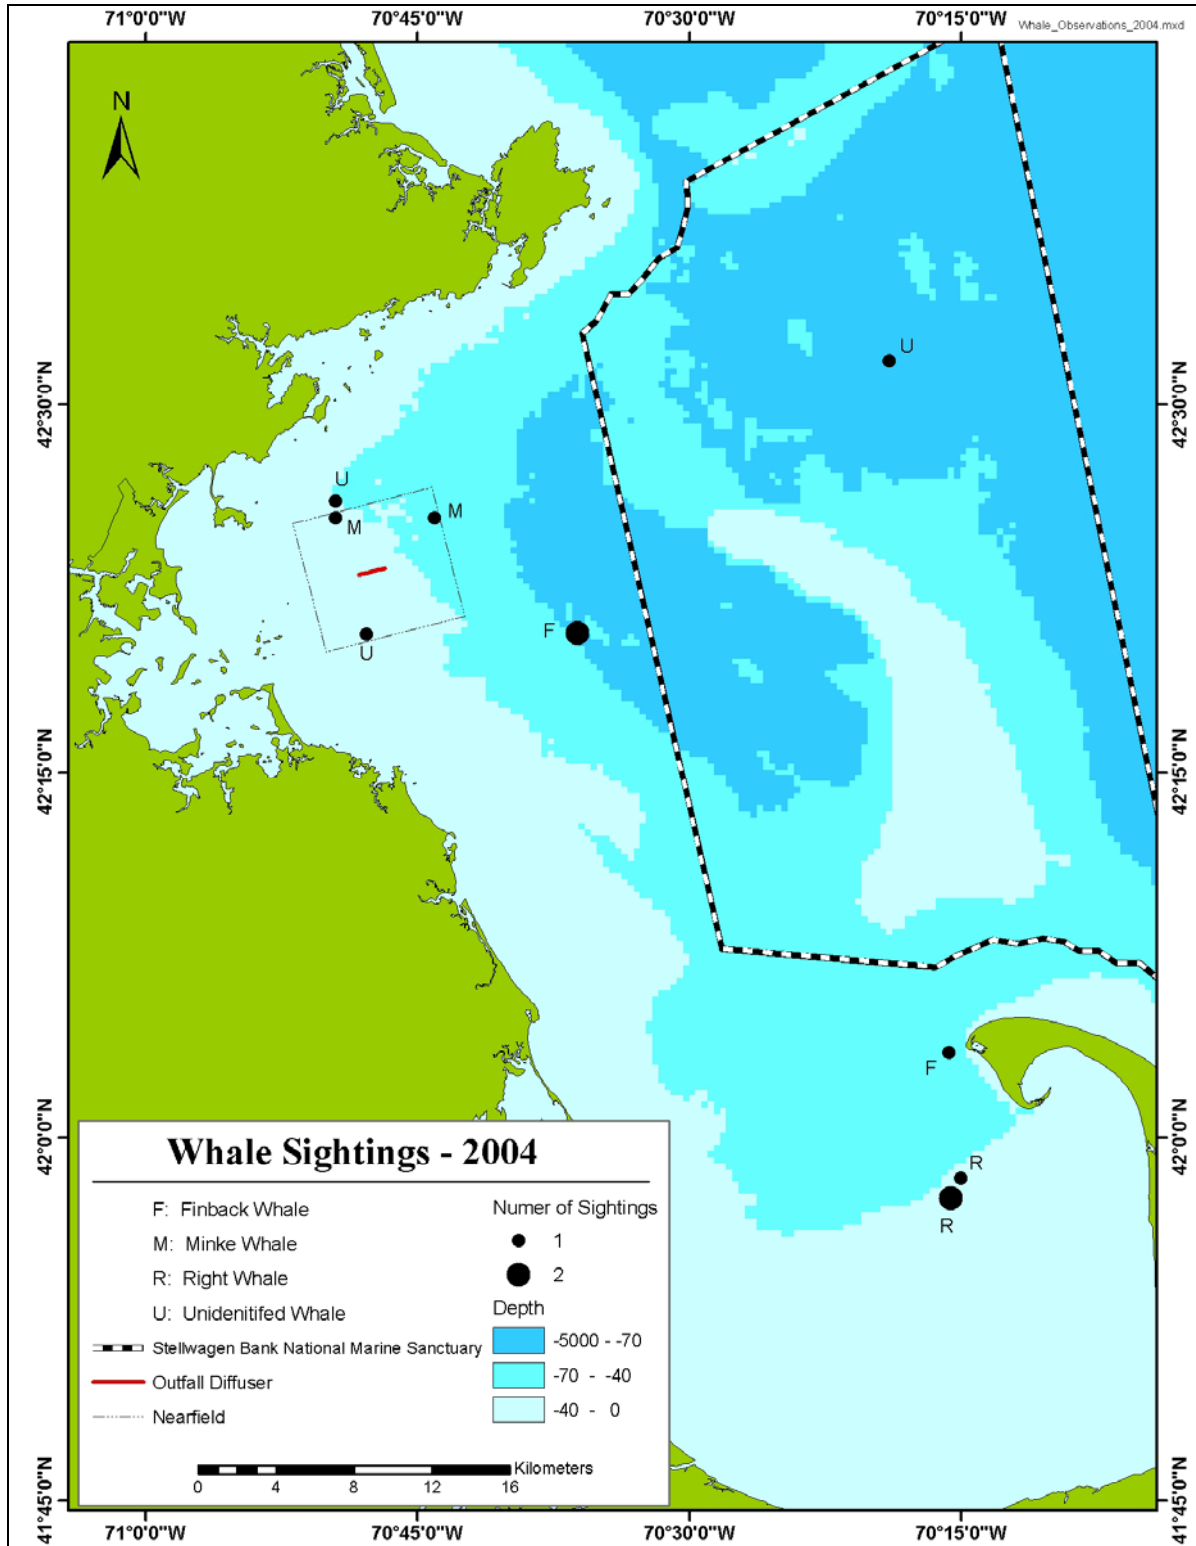 71°0'0"W 70°45'0"W 70°30'0"W 70°15'0"W
Whale_Observations_2004.mxd
N
U
42°30'0"N 42°30'0"N
U
M
M
F
U
42°15'0"N 42°15'0"N
F
42°0'0"N 42°0'0"N
R
R
Whale Sightings - 2004
F: Finback Whale
M: Minke Whale
R: Right Whale
U: Unidenitifed Whale
Stellwagen Bank National Marine Sanctuary
Outfall Diffuser
Nearfield
Numer of Sightings
1
2
Depth
-5000 - -70
-70 - -40
-40 - 0
Kilometers
0 4 8 12 16
41°45'0"N 41°45'0"N
71°0'0"W 70°45'0"W 70°30'0"W 70°15'0"W